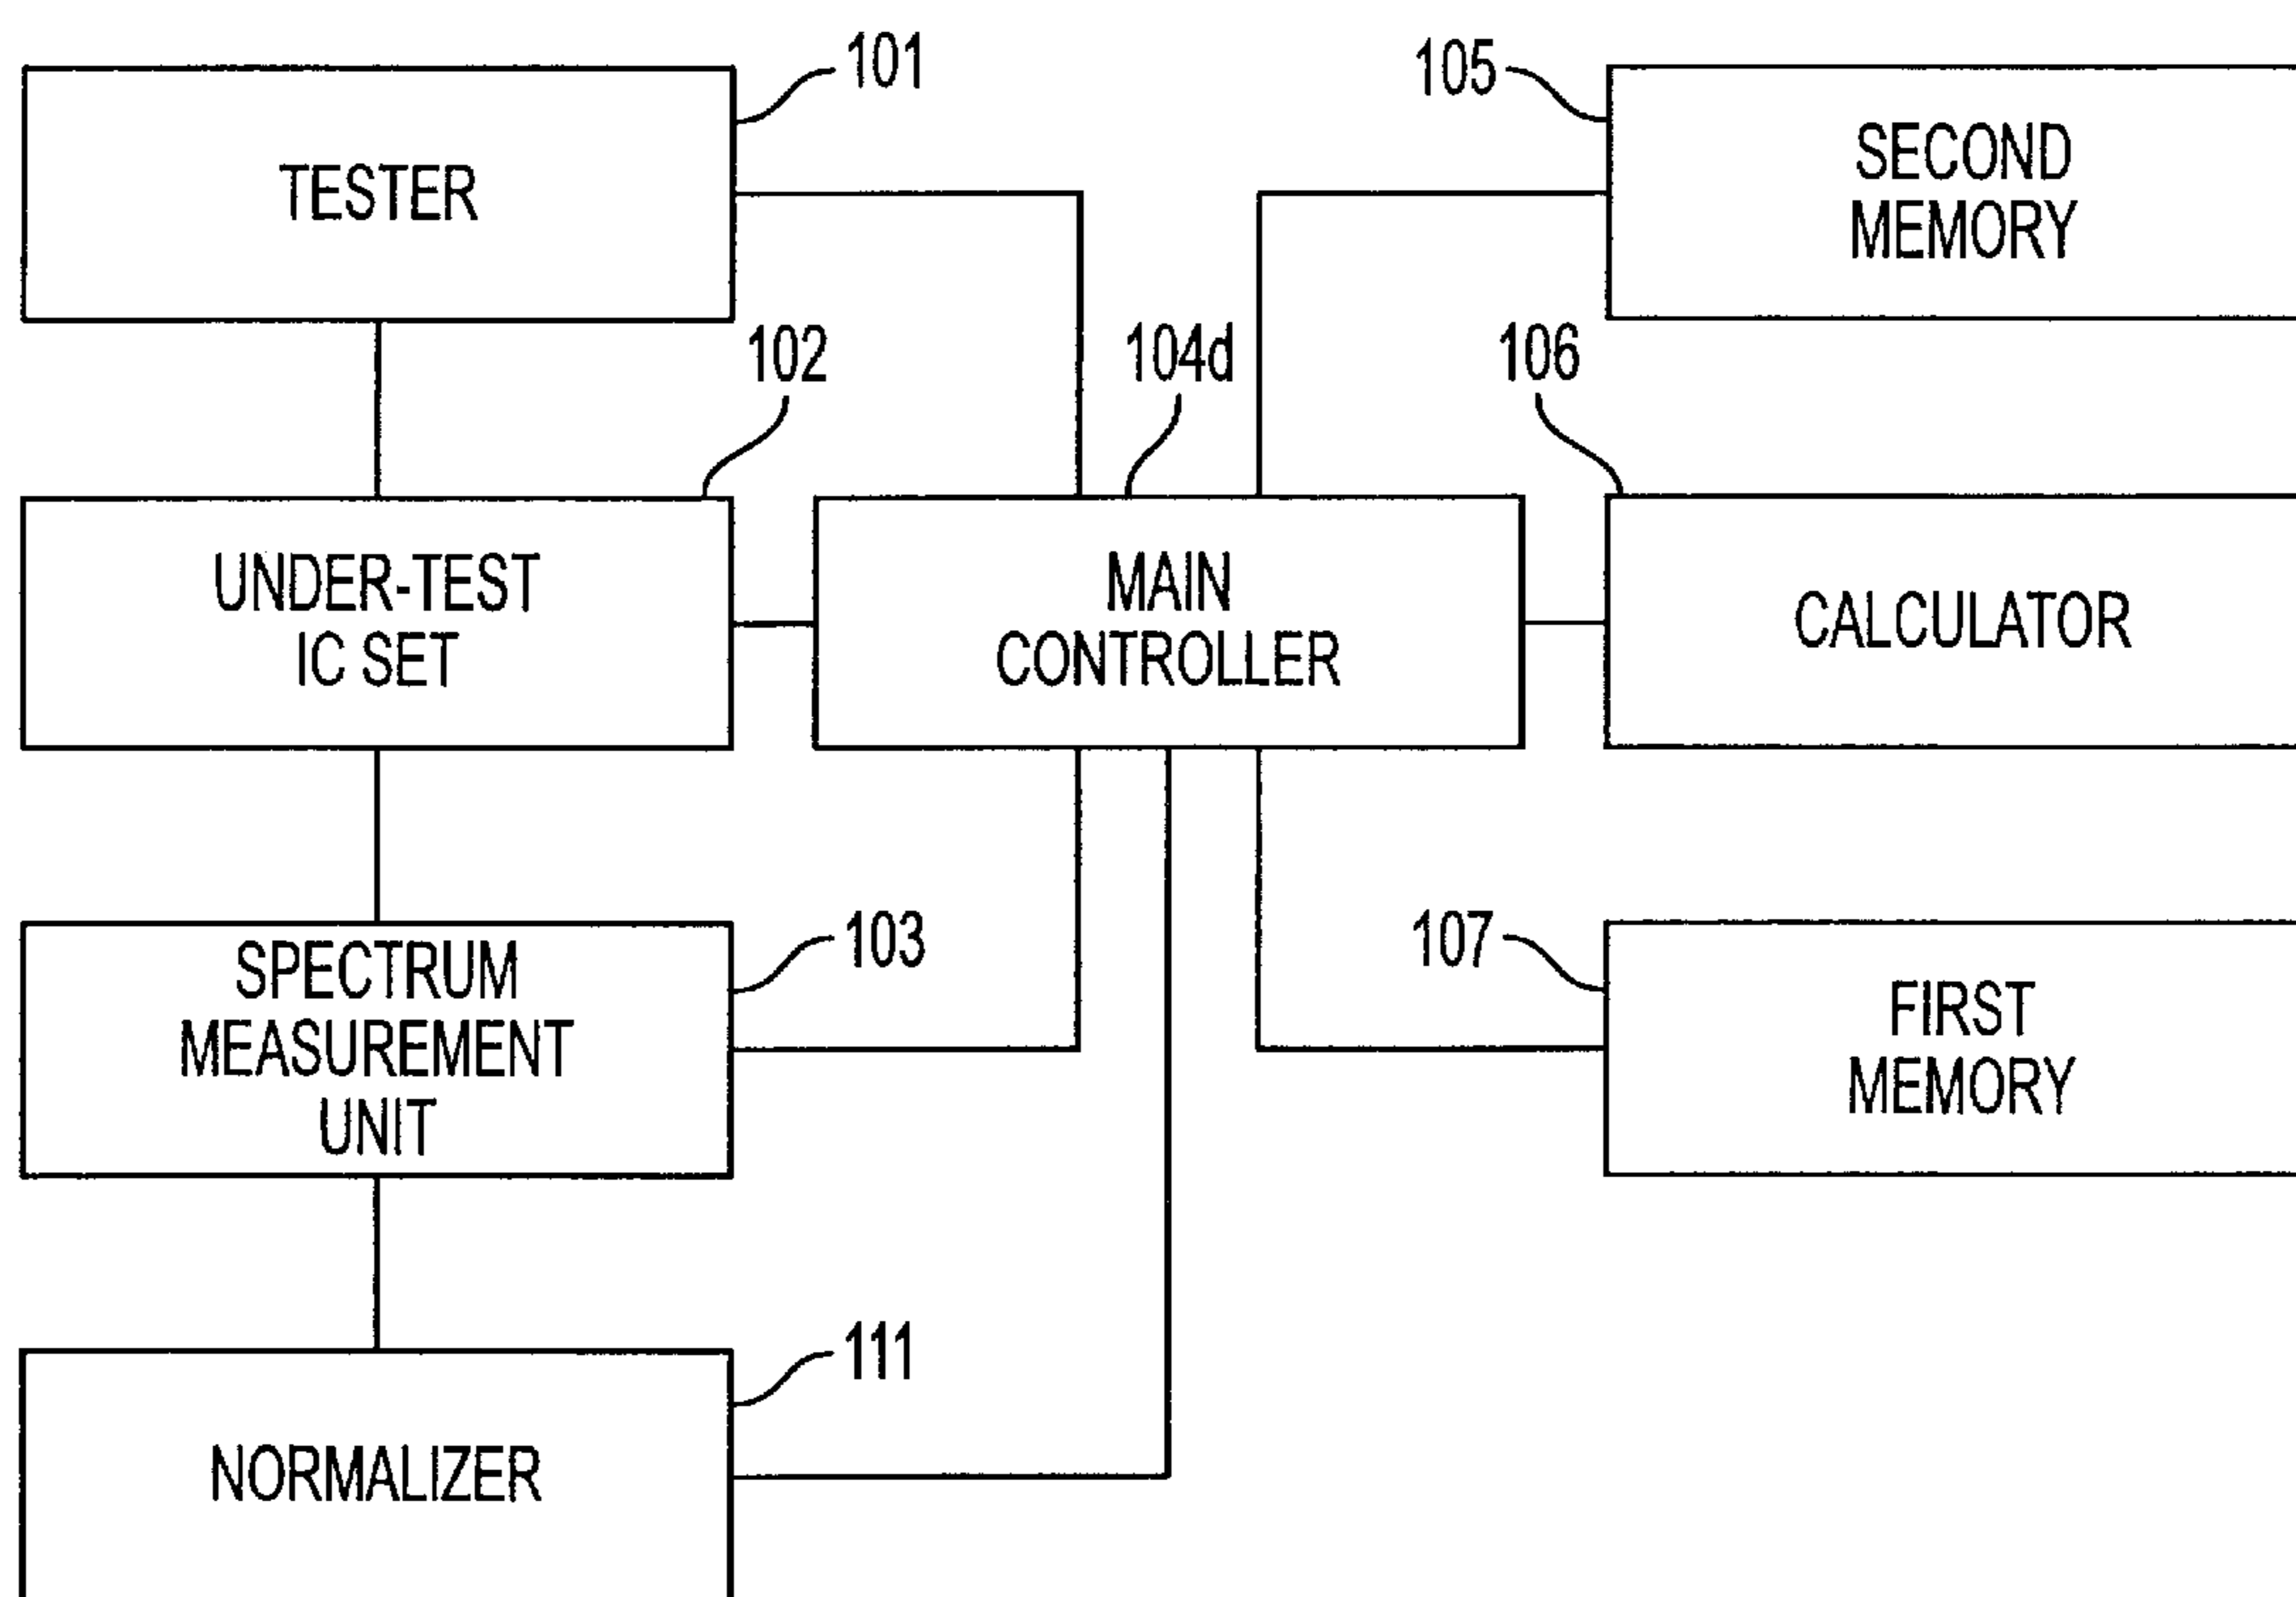 101
TESTER
105
SECOND
MEMORY
102
UNDER-TEST
IC SET
104d
MAIN
CONTROLLER
106
CALCULATOR
103
SPECTRUM
MEASUREMENT
UNIT
107
FIRST
MEMORY
111
NORMALIZER